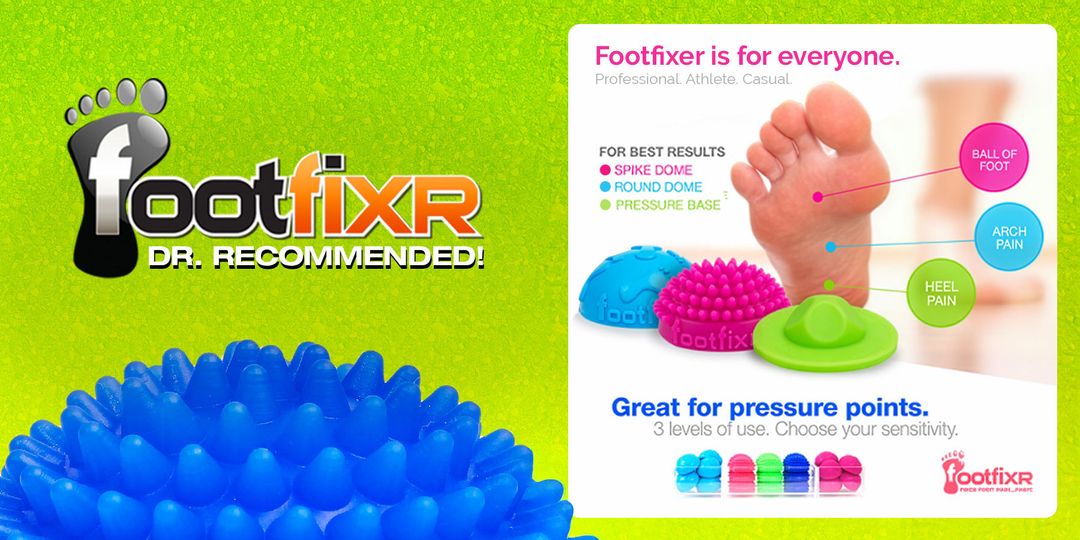 footfixr
DR. RECOMMENDED!
Footfixer is for everyone.
Professional. Athlete. Casual.
FOR BEST RESULTS
SPIKE DOME
ROUND DOME
PRESSURE BASE
BALL OF
FOOT
ARCH
PAIN
HEEL
PAIN
footfixr
Great for pressure points.
3 levels of use. Choose your sensitivity.
footfixr